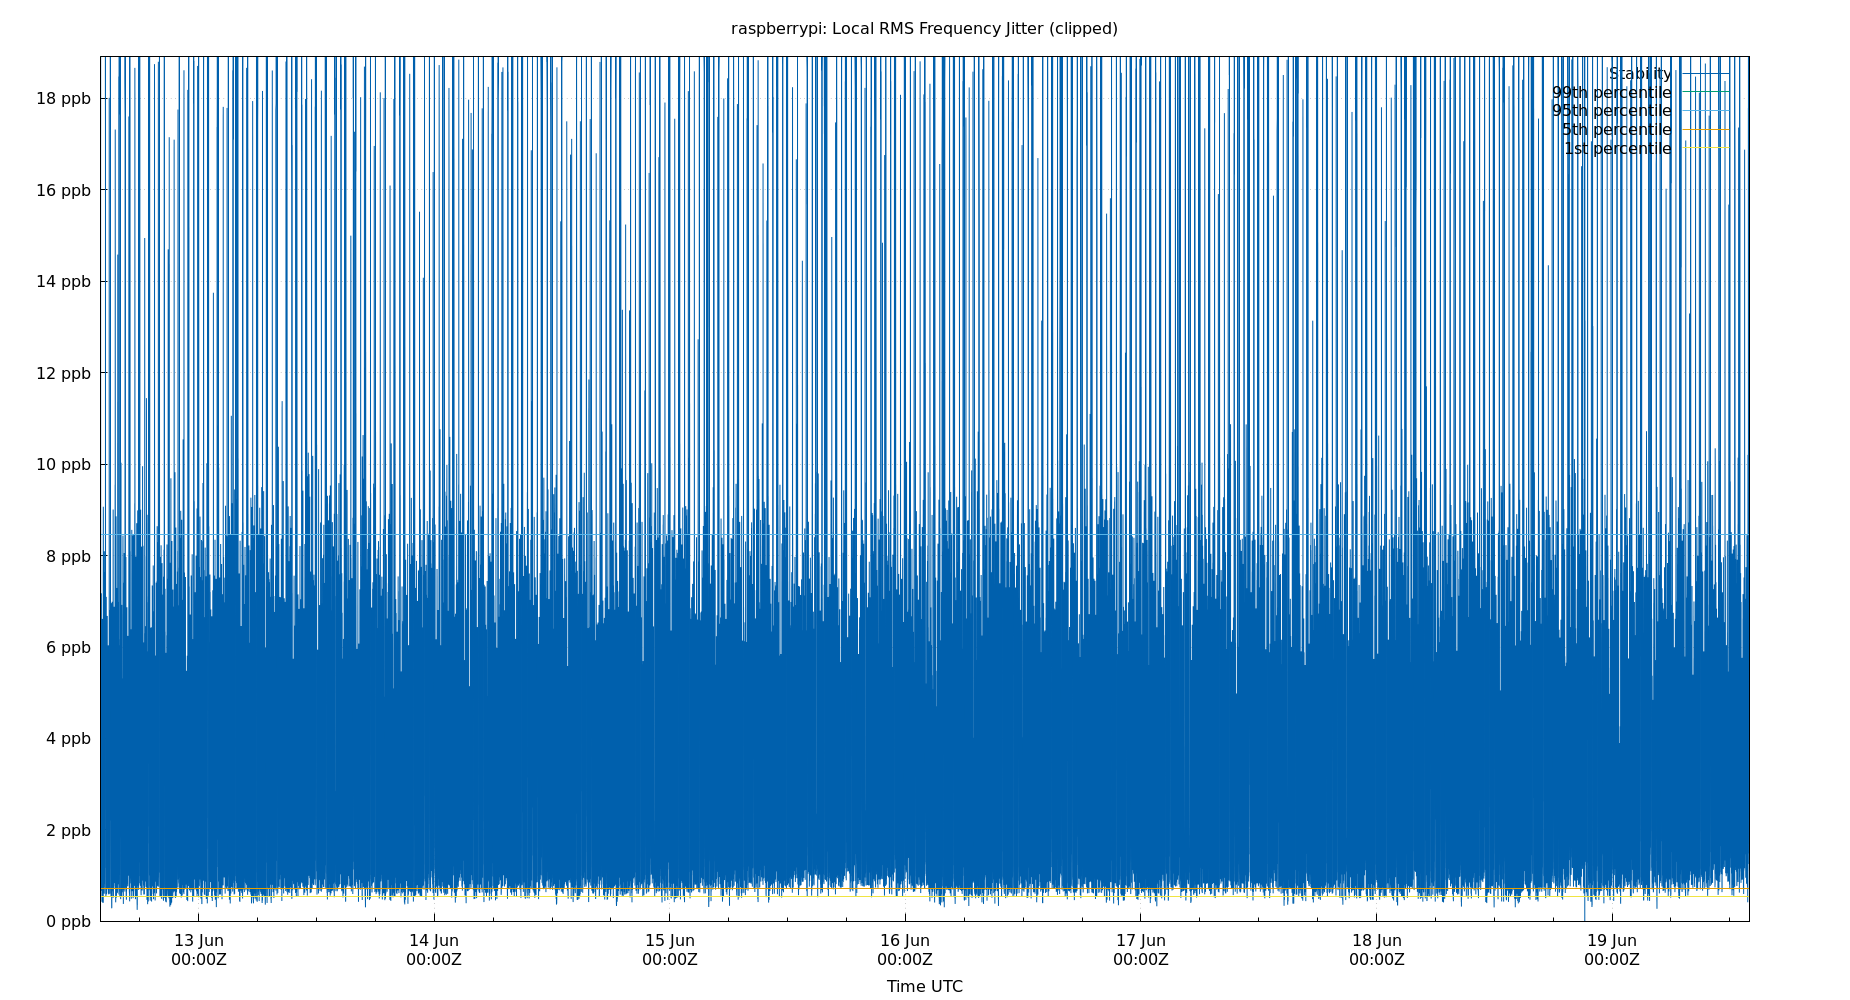 raspberrypi: Local RMS Frequency Jitter (clipped)
Stability
99th percentile
95th percentile
5th percentile
1st percentile
18 ppb
16 ppb
14 ppb
12 ppb
10 ppb
8 ppb
6 ppb
4 ppb
2 ppb
0 ppb
13 Jun 14 Jun 15 Jun 16 Jun 17 Jun 18 Jun 19 Jun
00:00Z 00:00Z 00:00Z 00:00Z 00:00Z 00:00Z 00:00Z
Time UTC